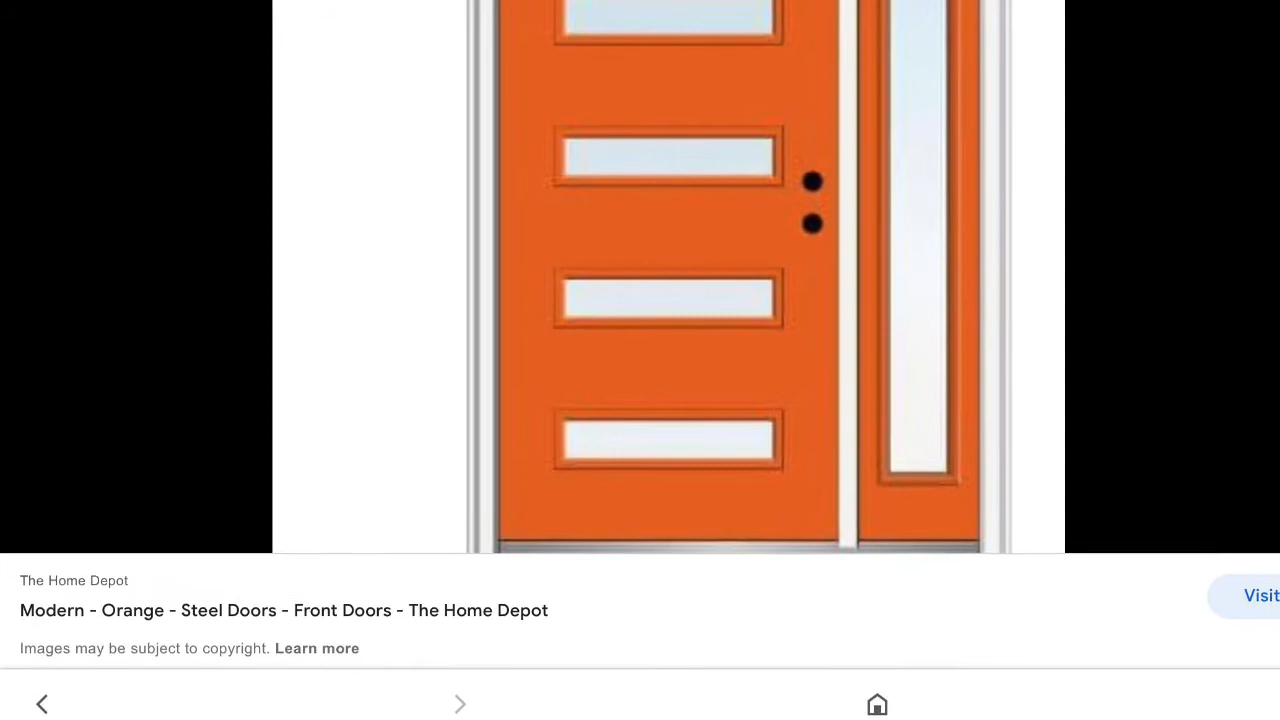 The Home Depot
Modern - Orange - Steel Doors - Front Doors - The Home Depot
Visit
Images may be subject to copyright. Learn more